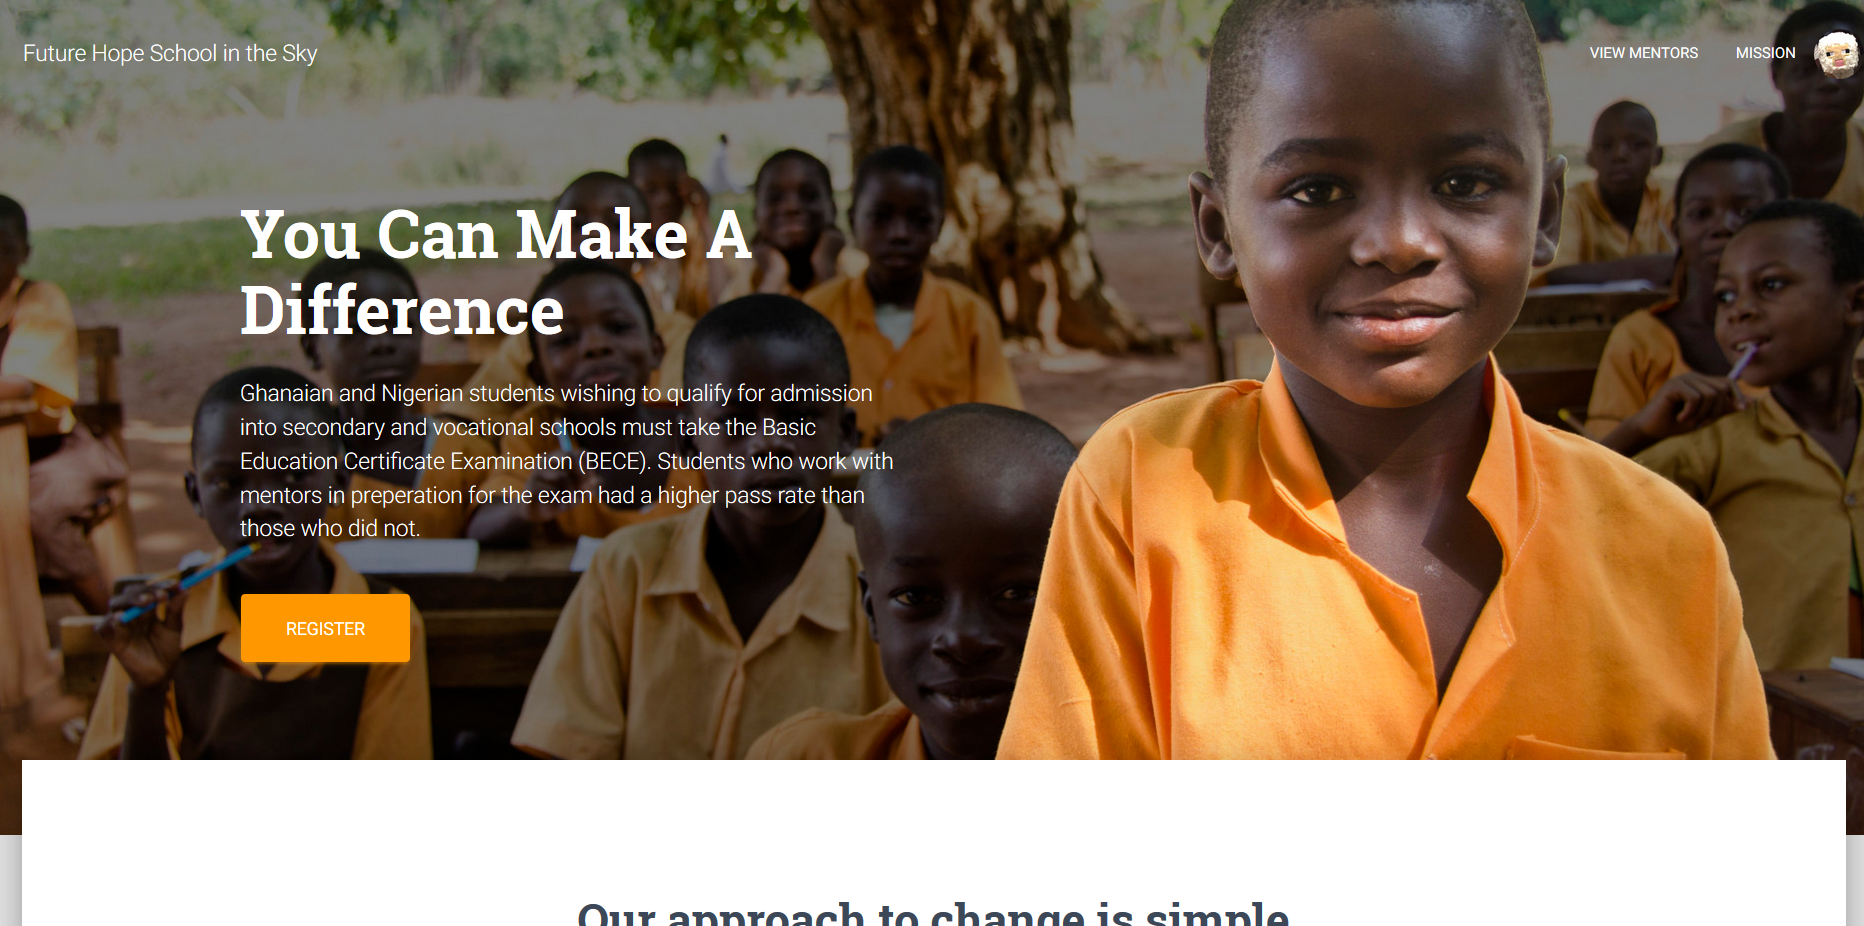 Future Hope School in the Sky
VIEW MENTORS
MISSION
You Can Make A
Difference
Ghanaian and Nigerian students wishing to qualify for admission
into secondary and vocational schools must take the Basic
Education Certificate Examination (BECE). Students who work with
mentors in preperation for the exam had a higher pass rate than
those who did not.
REGISTER
Our approach to change is simple